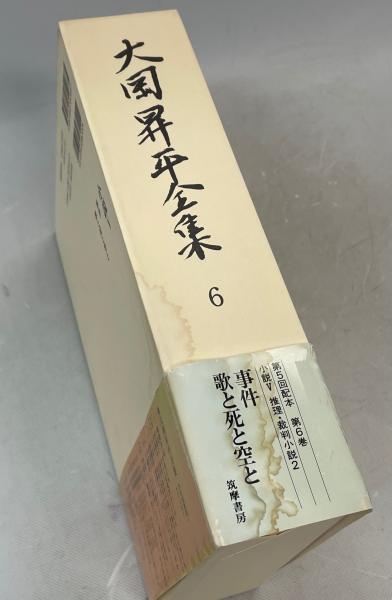 大岡昇平全集
6
第5回配本　第6巻
小説Ⅴ　推理・裁判小説2
事件
歌と死と空と
筑摩書房